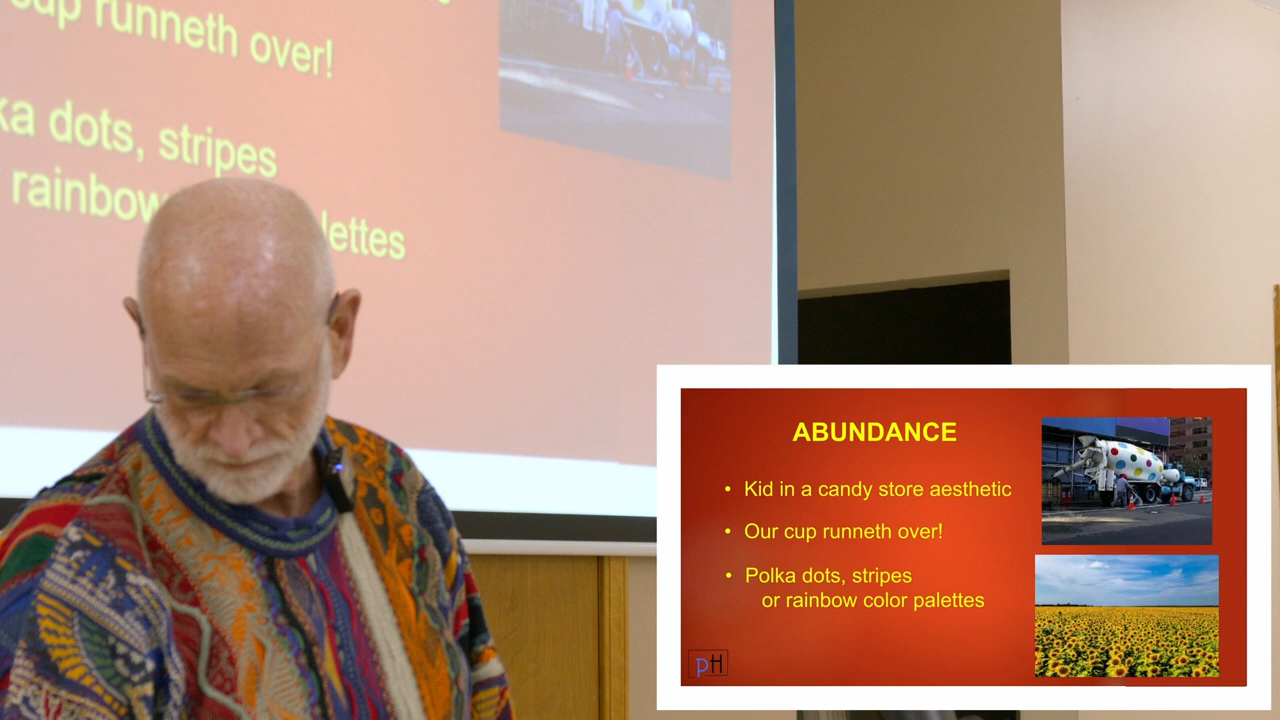 cup runneth over!
ka dots, stripes
rainbow lettes
ABUNDANCE
• Kid in a candy store aesthetic
• Our cup runneth over!
• Polka dots, stripes
or rainbow color palettes
pH